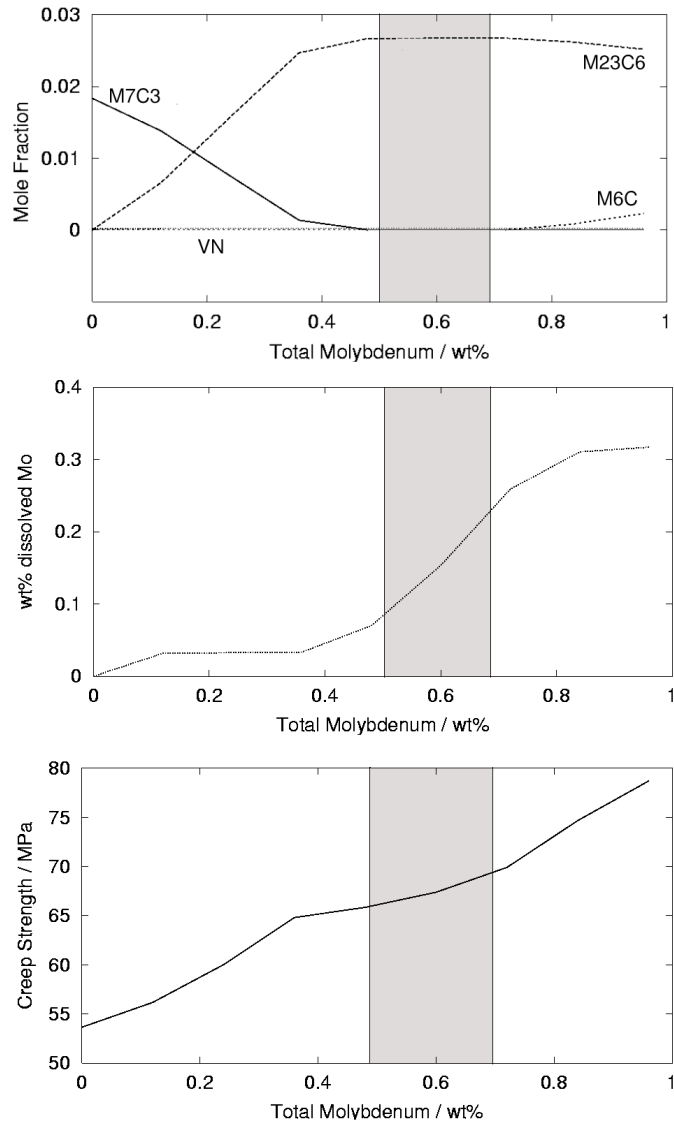 0.03
0.02
0.01
0
Mole Fraction
M7C3
M23C6
M6C
VN
0 0.2 0.4 0.6 0.8 1
Total Molybdenum / wt%
0.4
0.3
0.2
0.1
0
wt% dissolved Mo
0 0.2 0.4 0.6 0.8 1
Total Molybdenum / wt%
80
75
70
65
60
55
50
Creep Strength / MPa
0 0.2 0.4 0.6 0.8 1
Total Molybdenum / wt%